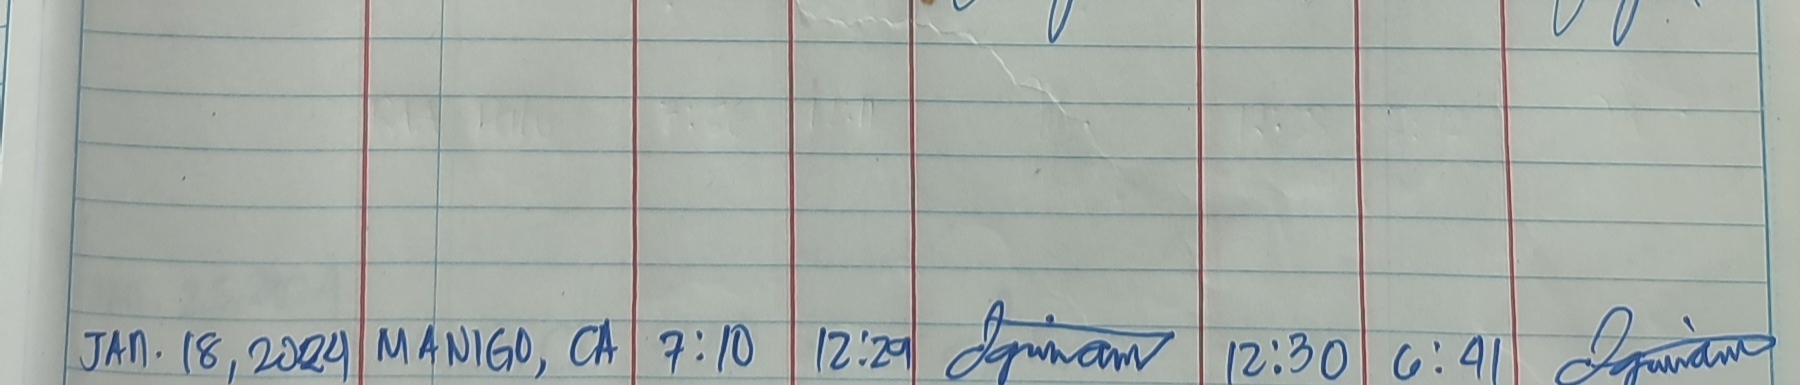 JAN. 18, 2024 MANIGO, CA 7:10 12:29 12:30 6:41